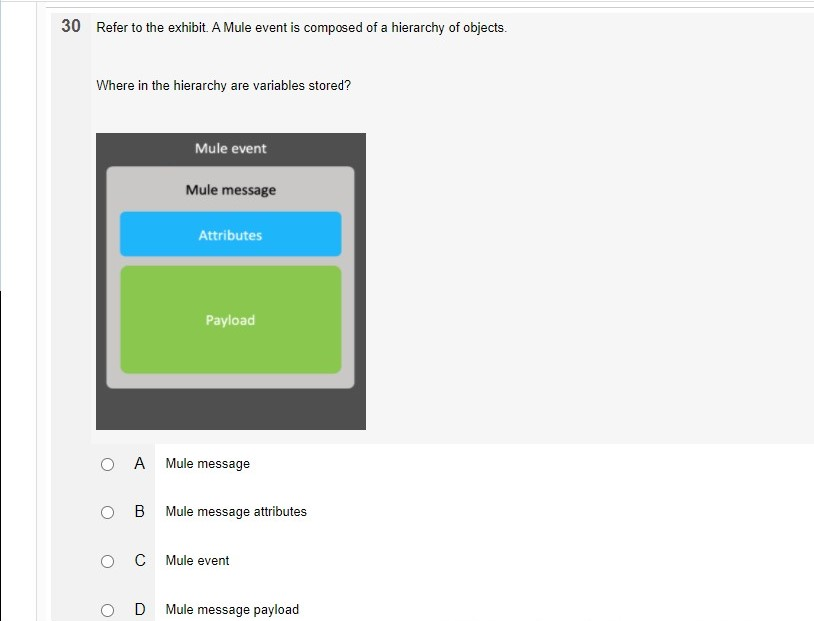 30 Refer to the exhibit. A Mule event is composed of a hierarchy of objects.
Where in the hierarchy are variables stored?
Mule event
Mule message
Attributes
Payload
A Mule message
B Mule message attributes
C Mule event
D Mule message payload